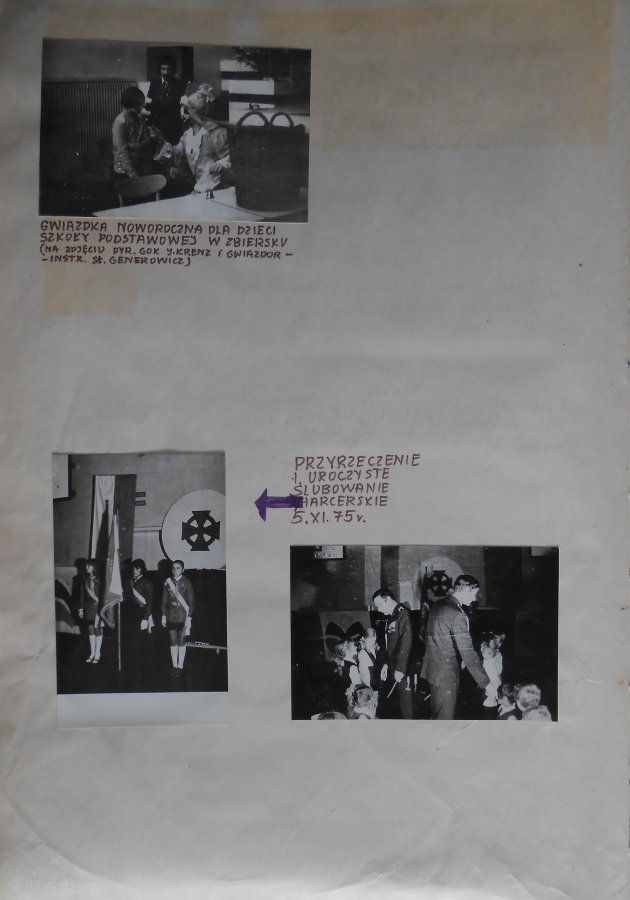 GWIAZDKA NOWOROCZNA DLA DZIECI
SZKOŁY PODSTAWOWEJ W ZBIERSKU
(NA ZDJĘCIU DYR. GOK J. KRENZ i GWIAZDOR –
– INSTR. St. GENEROWICZ)
PRZYRZECZENIE
I, UROCZYSTE
ŚLUBOWANIE
HARCERSKIE
5. XI. 75 r.